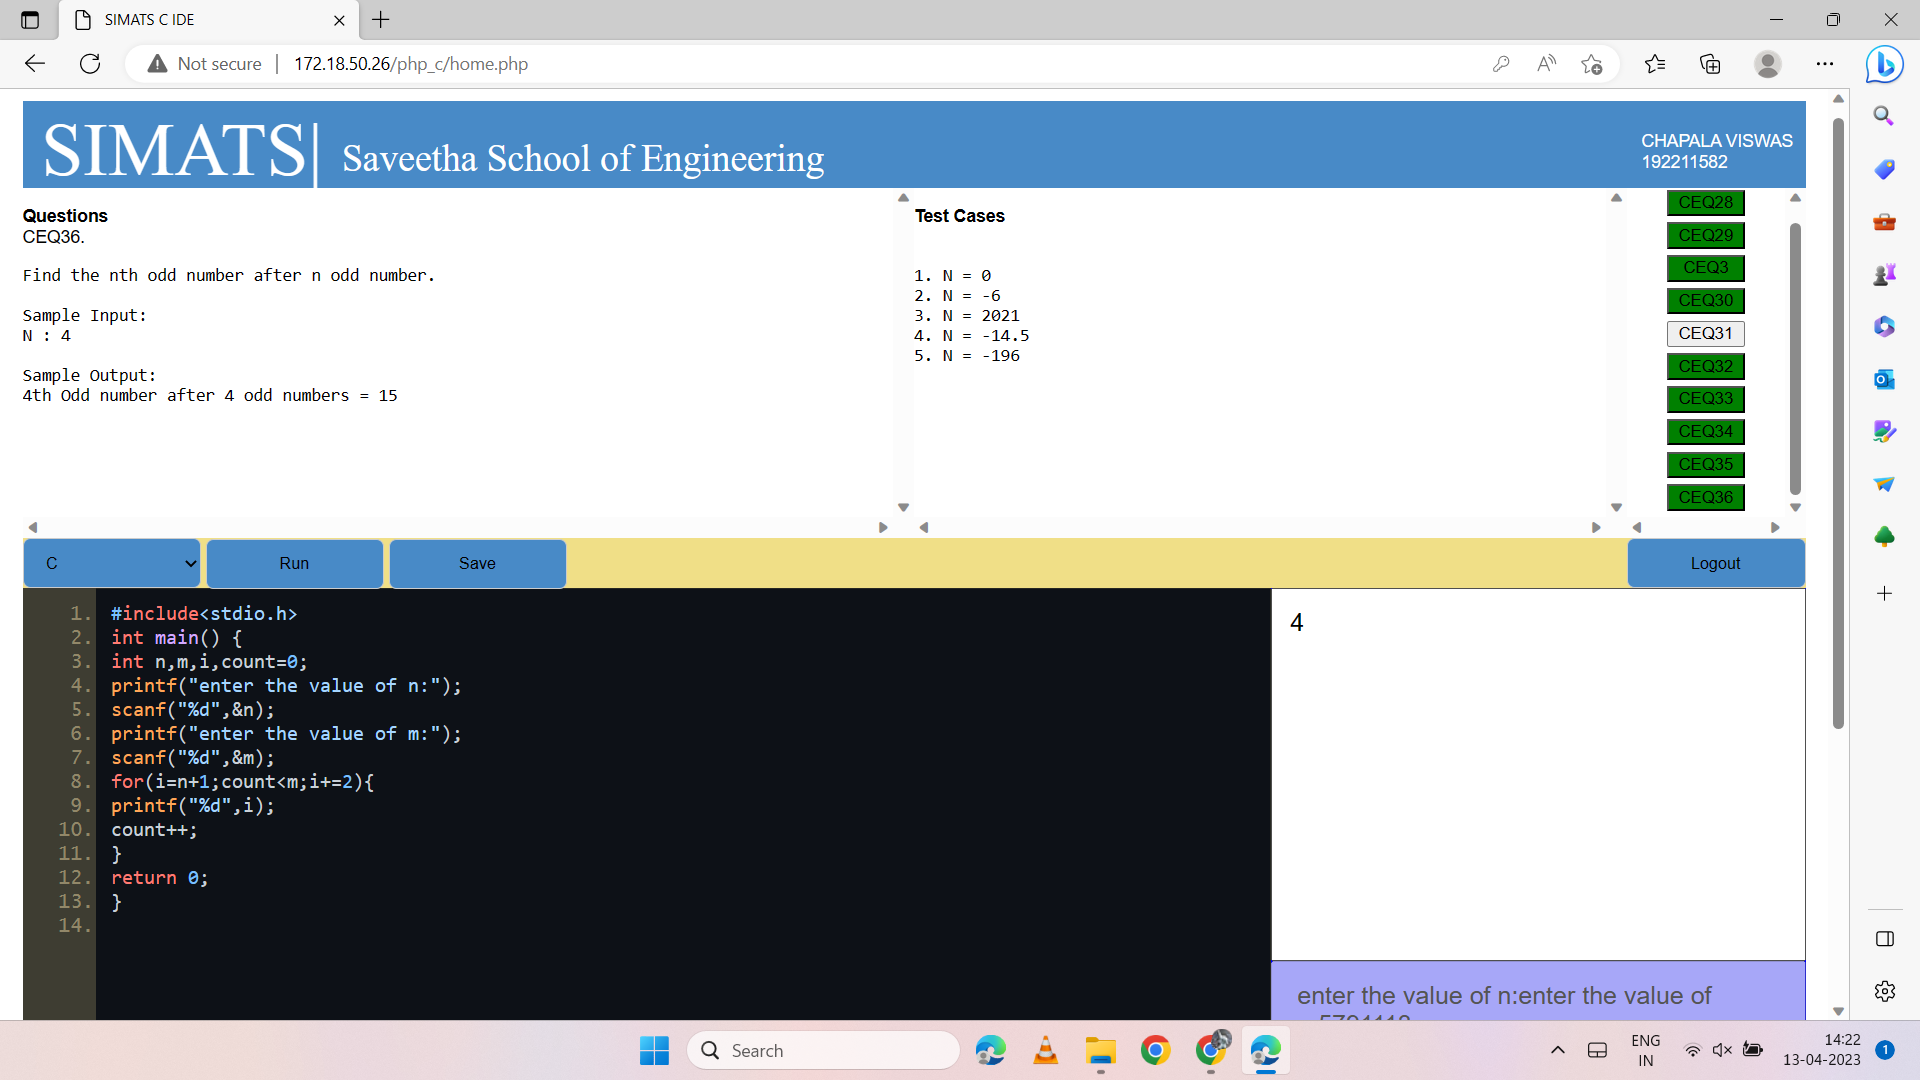 SIMATS C IDE
Not secure
172.18.50.26/php_c/home.php
SIMATS| Saveetha School of Engineering
CHAPALA VISWAS
192211582
Questions
CEQ36.
Find the nth odd number after n odd number.
Sample Input:
N : 4
Sample Output:
4th Odd number after 4 odd numbers = 15
Test Cases
1. N = 0
2. N = -6
3. N = 2021
4. N = -14.5
5. N = -196
CEQ28
CEQ29
CEQ3
CEQ30
CEQ31
CEQ32
CEQ33
CEQ34
CEQ35
CEQ36
C
Run
Save
Logout
1. #include<stdio.h>
2. int main() {
3. int n,m,i,count=0;
4. printf("enter the value of n:");
5. scanf("%d",&n);
6. printf("enter the value of m:");
7. scanf("%d",&m);
8. for(i=n+1;count<m;i+=2){
9. printf("%d",i);
10. count++;
11. }
12. return 0;
13. }
14.
4
enter the value of n:enter the value of
Search
ENG
IN
14:22
13-04-2023
1